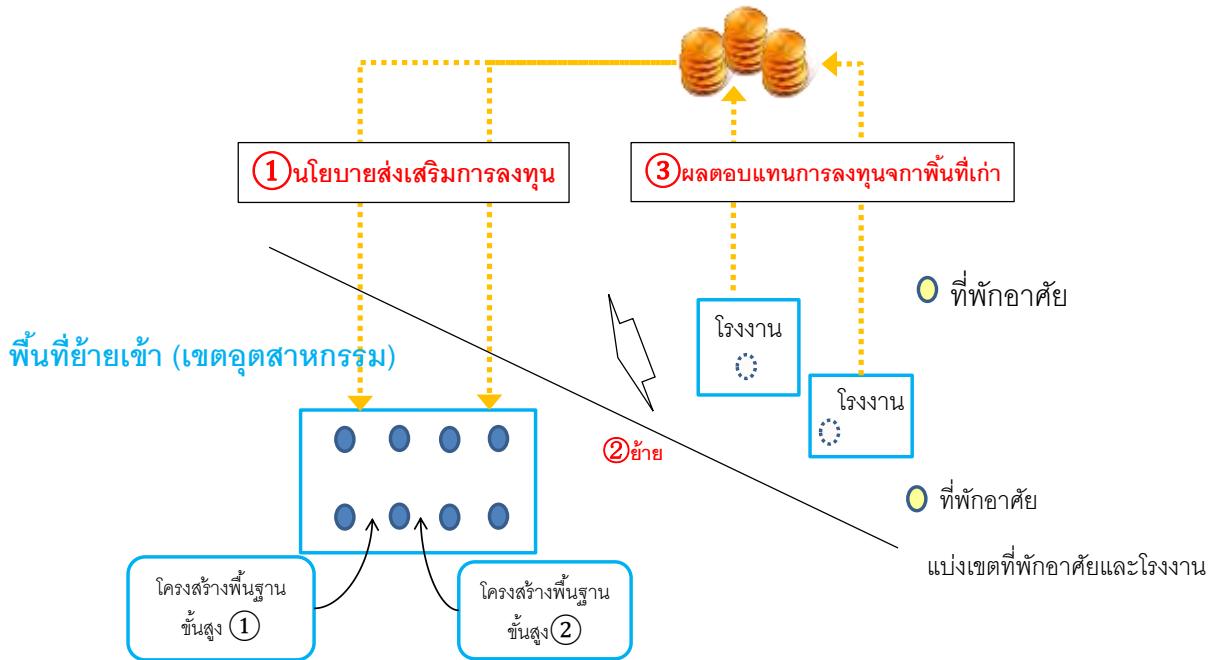 ①นโยบายส่งเสริมการลงทุน
③ผลตอบแทนการลงทุนจกาพิ้นที่เก่า
ที่พักอาศัย
โรงงาน
พื้นที่ย้ายเข้า (เขตอุตสาหกรรม)
โรงงาน
②ย้าย
ที่พักอาศัย
แบ่งเขตที่พักอาศัยและโรงงาน
โครงสร้างพื้นฐาน
ขั้นสูง ①
โครงสร้างพื้นฐาน
ขั้นสูง ②